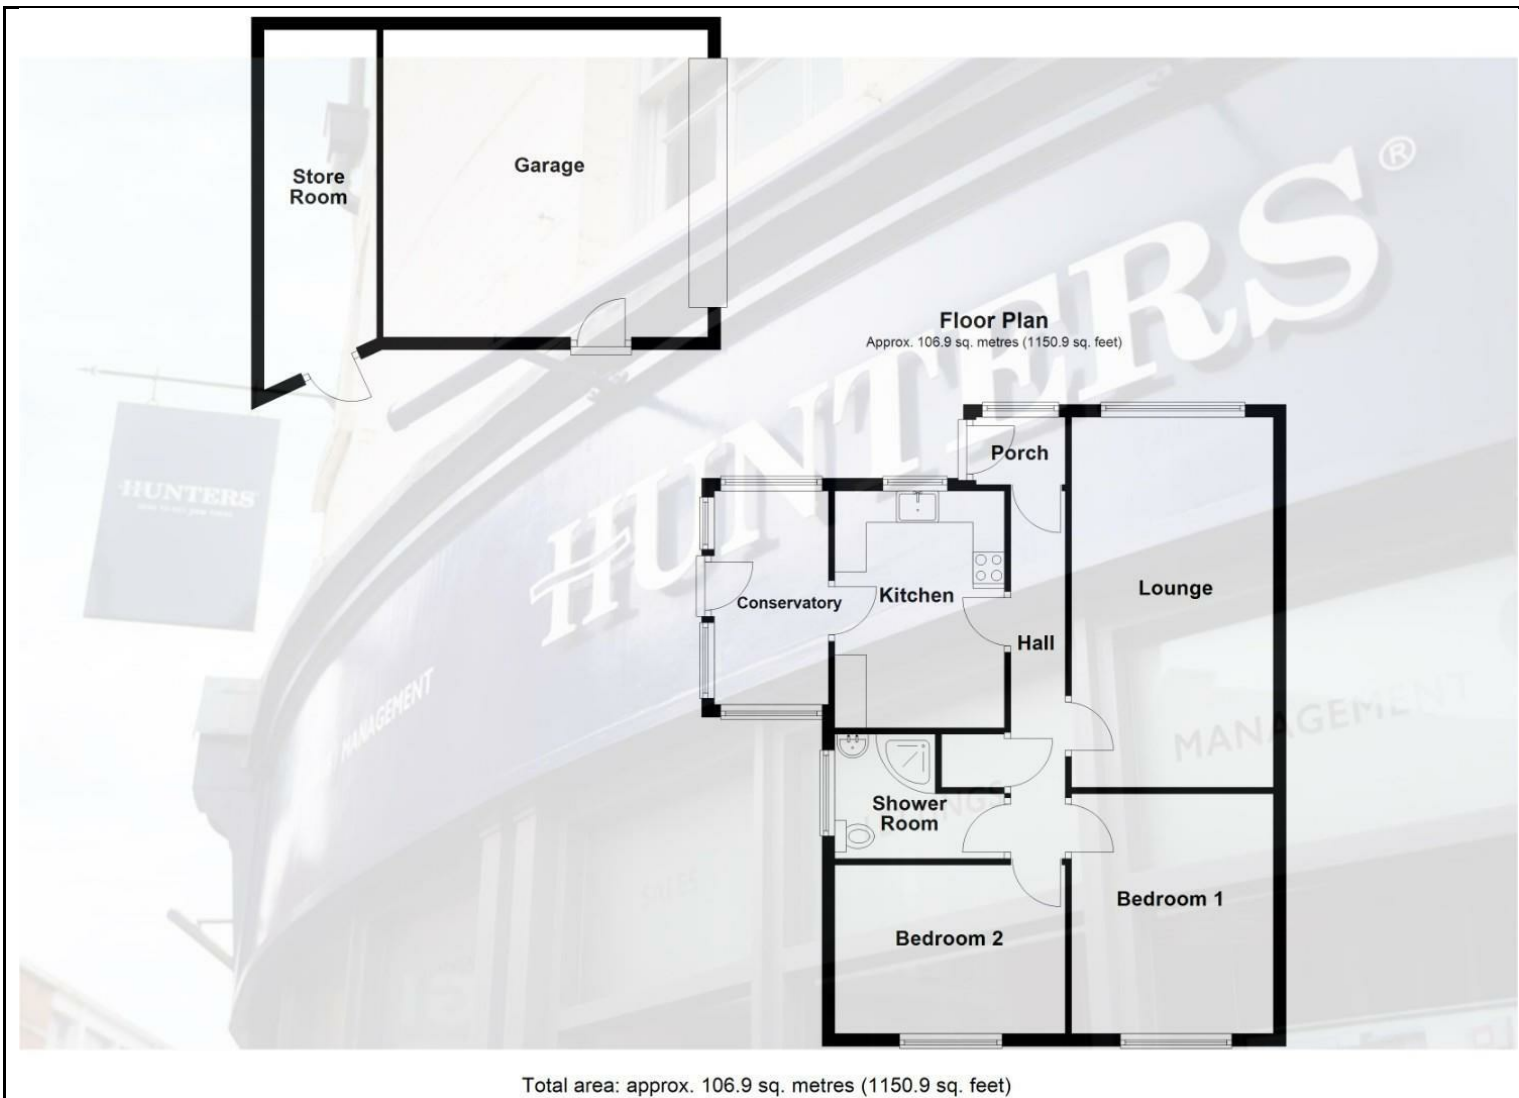 Store
Room
Garage
Floor Plan
Approx. 106.9 sq. metres (1150.9 sq. feet)
HUNTERS®
HUNTERS
Porch
Conservatory
Kitchen
Hall
Lounge
MANAGEMENT
MANAGEMENT
Shower
Room
SALES
Bedroom 2
Bedroom 1
Total area: approx. 106.9 sq. metres (1150.9 sq. feet)